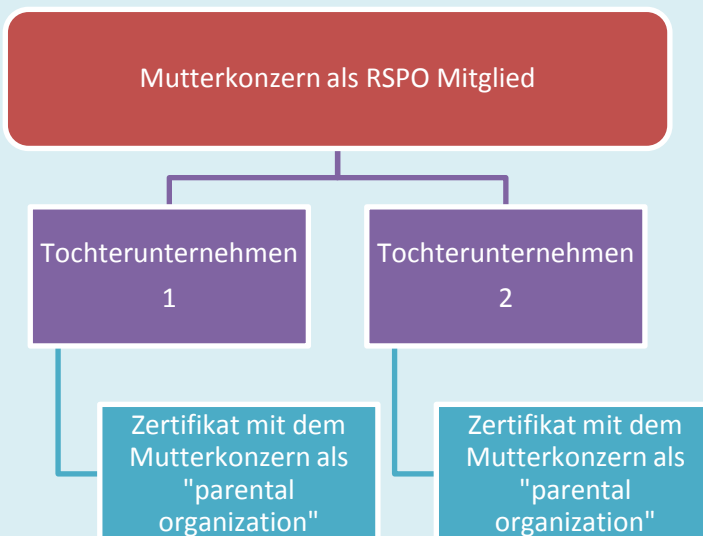 Mutterkonzern als RSPO Mitglied
Tochterunternehmen
1
Tochterunternehmen
2
Zertifikat mit dem
Mutterkonzern als
"parental
organization"
Zertifikat mit dem
Mutterkonzern als
"parental
organization"